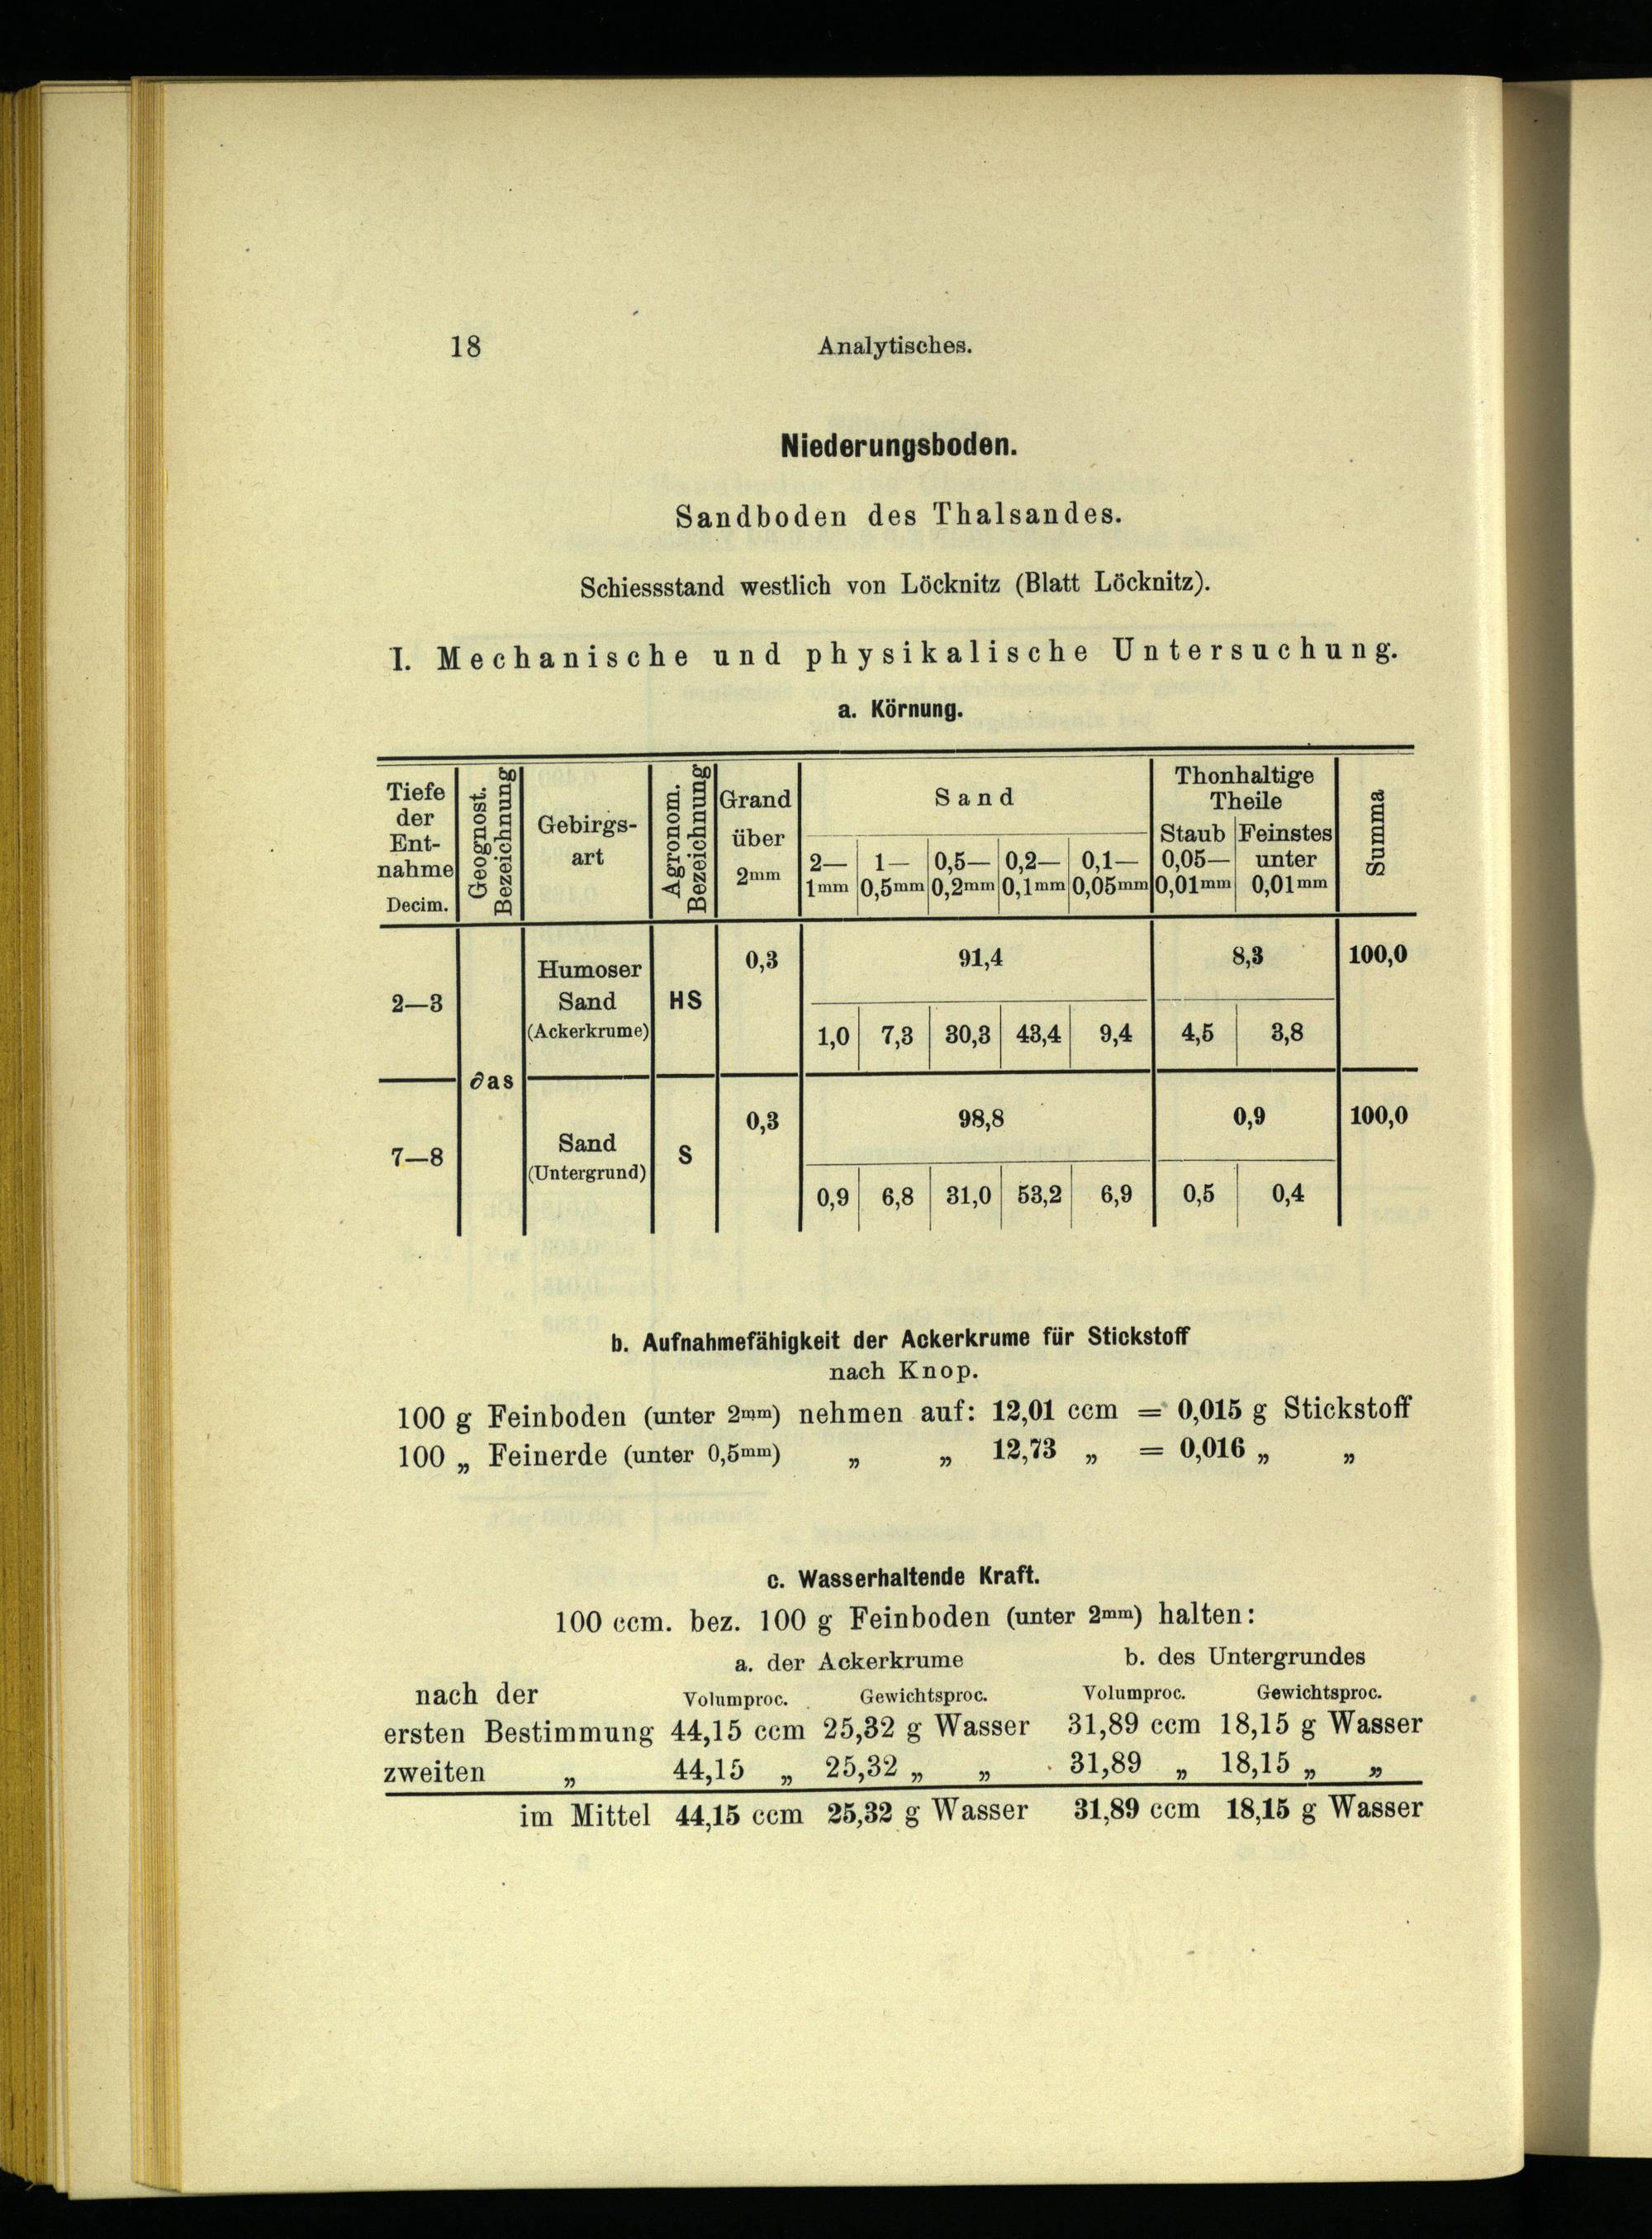 18 Analytisches.
Niederungsboden.
Sandboden des Thalsandes.
Schiessstand westlich von Löcknitz (Blatt Löcknitz).
I. Mechanische und physikalische Untersuchung.
a. Körnung.
Tiefe der Ent- nahme Decim. | Geognost. Bezeichnung | Gebirgs- art | Agronom. Bezeichnung | Grand über 2mm | Sand | Thonhaltige Theile | Summa
2— 1mm | 1— 0,5mm | 0,5— 0,2mm | 0,2— 0,1mm | 0,1— 0,05mm | Staub 0,05— 0,01mm | Feinstes unter 0,01mm
2—3 | ∂as | Humoser Sand (Ackerkrume) | HS | 0,3 | 91,4 | 8,3 | 100,0
1,0 | 7,3 | 30,3 | 43,4 | 9,4 | 4,5 | 3,8
7—8 | Sand (Untergrund) | S | 0,3 | 98,8 | 0,9 | 100,0
0,9 | 6,8 | 31,0 | 53,2 | 6,9 | 0,5 | 0,4
b. Aufnahmefähigkeit der Ackerkrume für Stickstoff
nach Knop.
100 g Feinboden (unter 2mm) nehmen auf: 12,01 ccm = 0,015 g Stickstoff
100 „ Feinerde (unter 0,5mm) „ „ 12,73 „ = 0,016 „ „
c. Wasserhaltende Kraft.
100 ccm. bez. 100 g Feinboden (unter 2mm) halten:
a. der Ackerkrume b. des Untergrundes
nach der Volumproc. Gewichtsproc. Volumproc. Gewichtsproc.
ersten Bestimmung 44,15 ccm 25,32 g Wasser 31,89 ccm 18,15 g Wasser
zweiten „ 44,15 „ 25,32 „ „ 31,89 „ 18,15 „ „
im Mittel 44,15 ccm 25,32 g Wasser 31,89 ccm 18,15 g Wasser